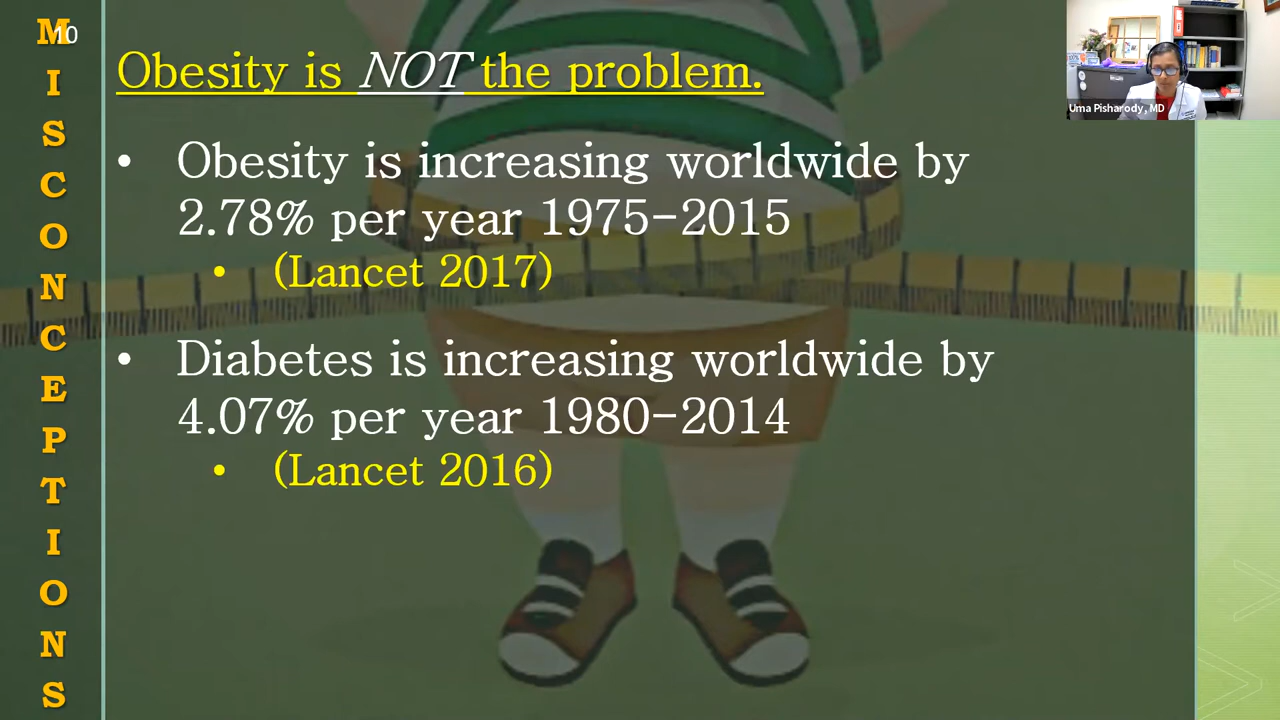 MISCONCEPTIONS
10
Obesity is NOT the problem.
• Obesity is increasing worldwide by
2.78% per year 1975-2015
• (Lancet 2017)
• Diabetes is increasing worldwide by
4.07% per year 1980-2014
• (Lancet 2016)
Uma Pisharody, MD